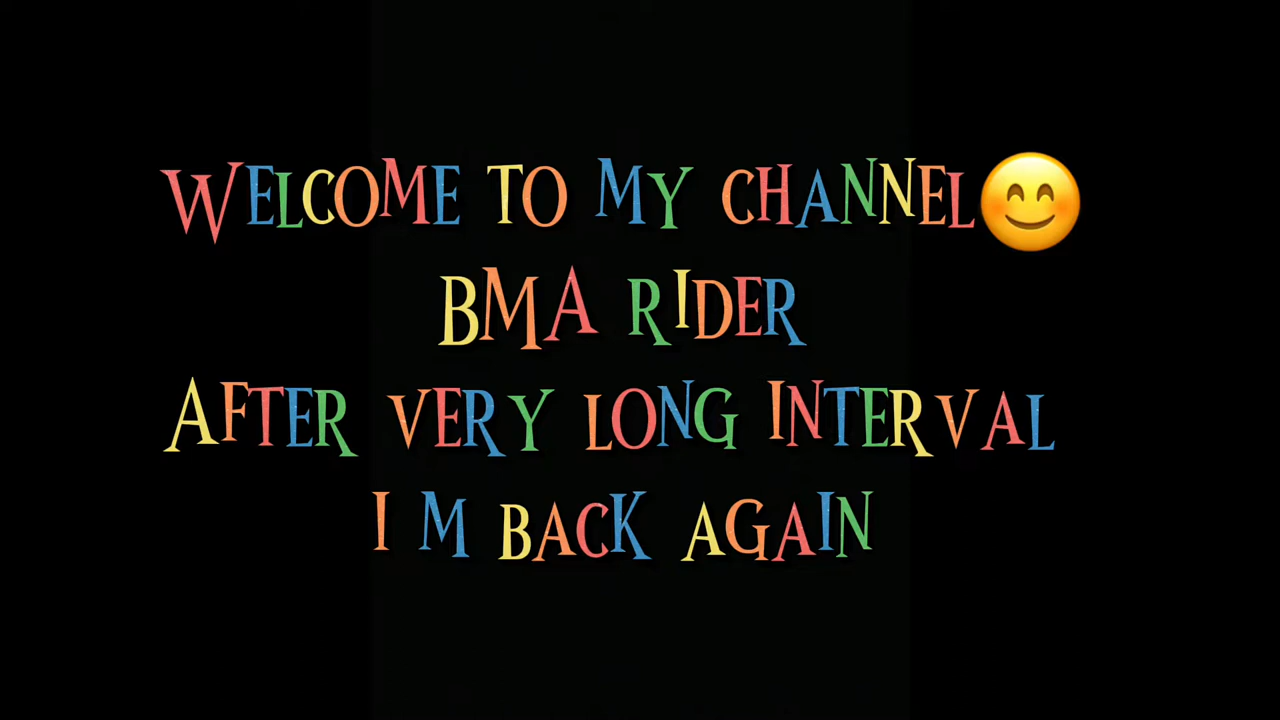 Welcome to my channel😊
BMA RIDER
After very long interval
I M BACK AGAIN